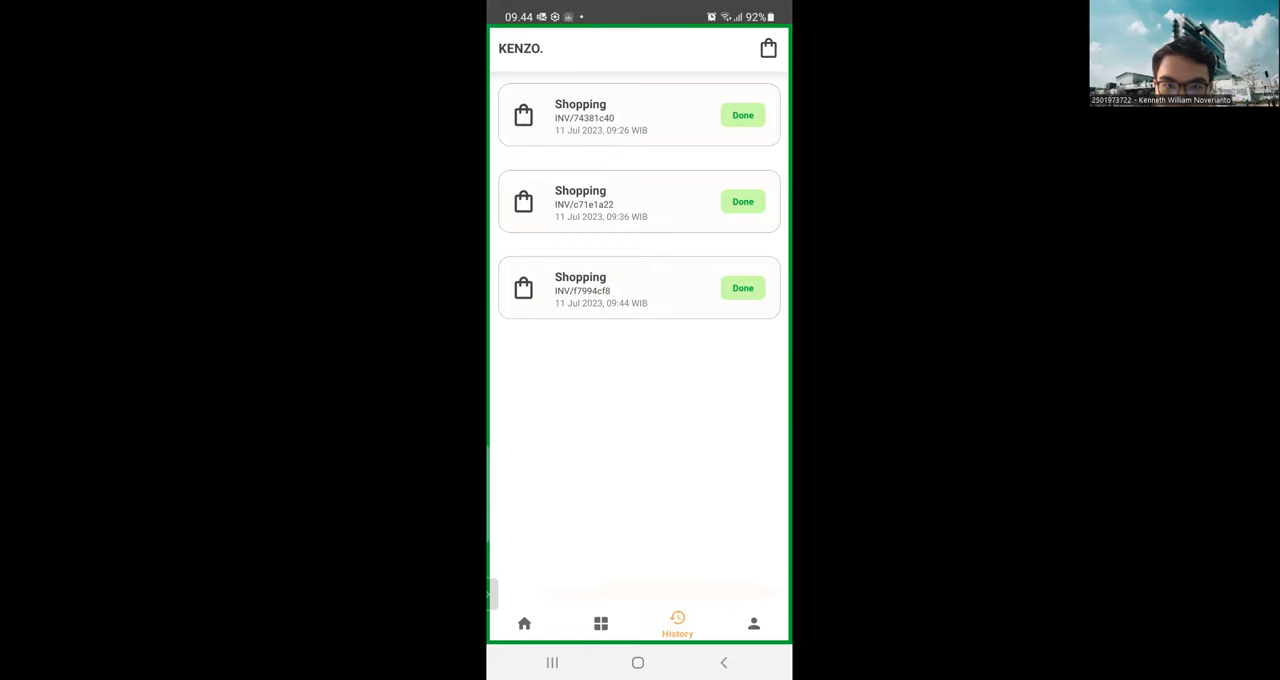 09.44
92%
KENZO.
Shopping
INV/74381c40
11 Jul 2023, 09:26 WIB
Done
Shopping
INV/c71e1a22
11 Jul 2023, 09:36 WIB
Done
Shopping
INV/f7994cf8
11 Jul 2023, 09:44 WIB
Done
History
2501973722 - Kenneth William Noverianto